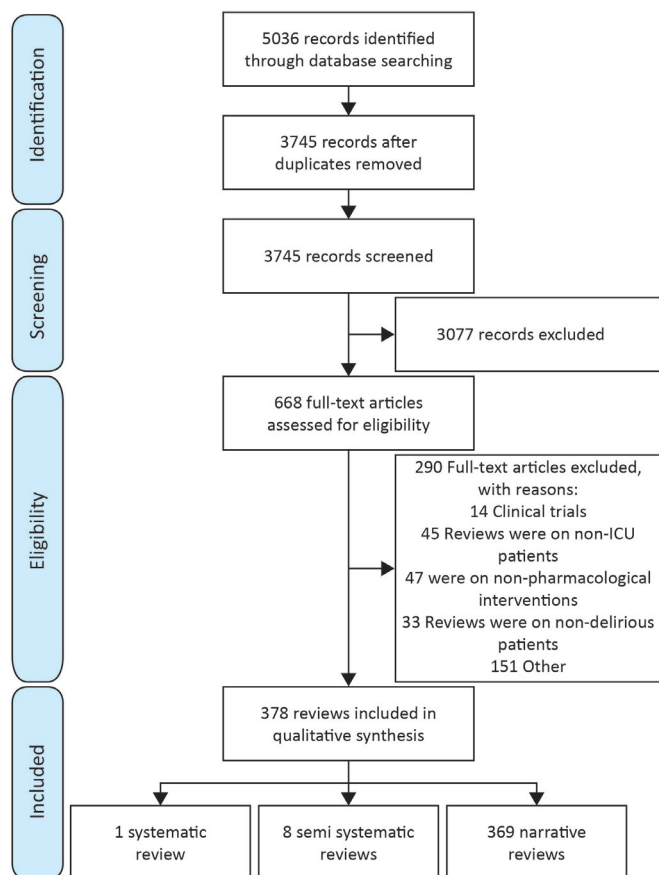 Identification
5036 records identified
through database searching
3745 records after
duplicates removed
Screening
3745 records screened
3077 records excluded
Eligibility
668 full-text articles
assessed for eligibility
290 Full-text articles excluded,
with reasons:
14 Clinical trials
45 Reviews were on non-ICU
patients
47 were on non-pharmacological
interventions
33 Reviews were on non-delirious
patients
151 Other
Included
378 reviews included in
qualitative synthesis
1 systematic
review
8 semi systematic
reviews
369 narrative
reviews